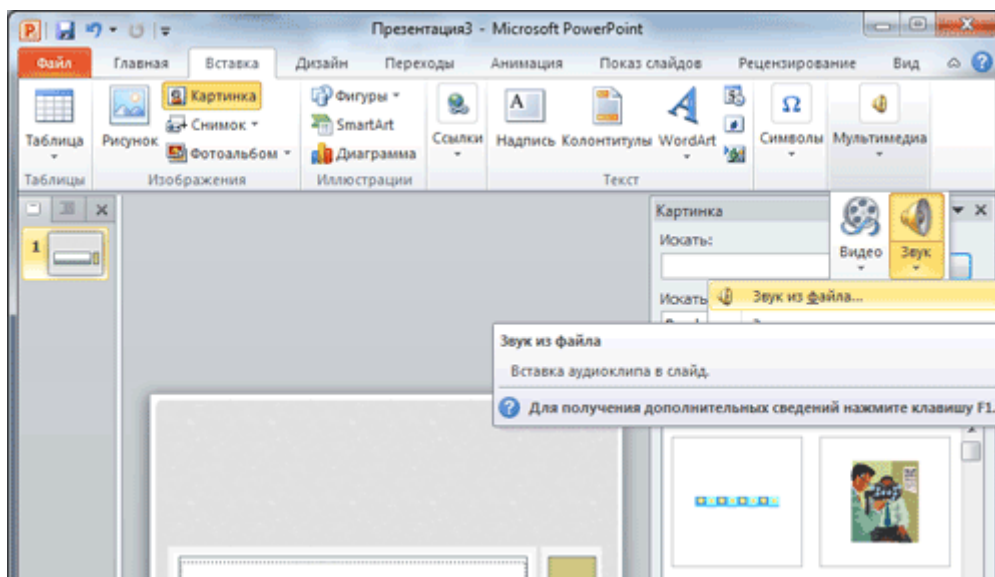 Презентация3 - Microsoft PowerPoint
Файл Главная Вставка Дизайн Переходы Анимация Показ слайдов Рецензирование Вид
Таблица
Таблицы
Рисунок
Картинка
Снимок
Фотоальбом
Изображения
Фигуры
SmartArt
Диаграмма
Иллюстрации
Ссылки
Надпись Колонтитулы WordArt
Текст
Символы
Мультимедиа
1
Картинка
Искать:
Видео Звук
Искать
Звук из файла...
Звук из файла
Вставка аудиоклипа в слайд.
Для получения дополнительных сведений нажмите клавишу F1.